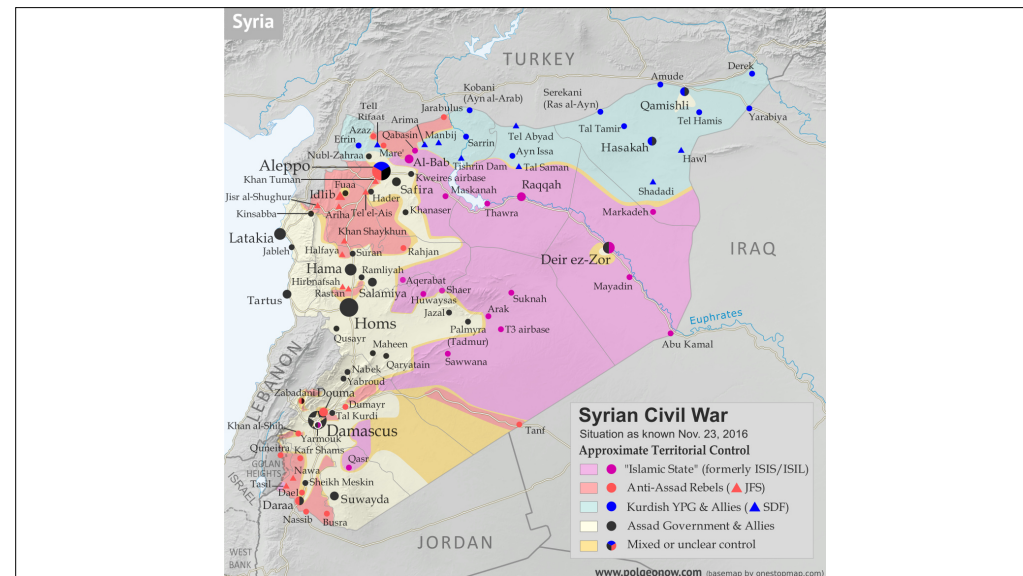 Syria
TURKEY
Derek
Amude
Kobani
(Ayn al-Arab)
Serekani
(Ras al-Ayn)
Qamishli
Yarabiya
Tell
Rifaat
Arima
Jarabulus
Tel Hamis
Azaz
Qabasin
Manbij
Tal Tamir
Efrin
Mare'
Sarrin
Tel Abyad
Hasakah
Nubl-Zahraa
Al-Bab
Tishrin Dam
Ayn Issa
Hawl
Aleppo
Kweires airbase
Tal Saman
Khan Tuman
Safira
Maskanah
Raqqah
Shadadi
Fuaa
Idlib
Hader
Jisr al-Shughur
Kinsabba
Ariha
Tel el-Ais
Khanaser
Thawra
Markadeh
Khan Shaykhun
Latakia
Jableh
Halfaya
Suran
Rahjan
IRAQ
Deir ez-Zor
Hama
Ramliyah
Hirbnafsah
Aqerabat
Mayadin
Rastan
Salamiya
Shaer
Huwaysas
Suknah
Tartus
Jazal
Arak
Euphrates
Homs
Palmyra
(Tadmur)
T3 airbase
Qusayr
Abu Kamal
Maheen
Qaryatain
Sawwana
LEBANON
Nabek
Yabroud
Zabadani
Douma
Dumayr
Tal Kurdi
Khan al-Shih
Damascus
Tanf
Yarmouk
Quneitra
Kafr Shams
Qasr
GOLAN
HEIGHTS
Nawa
ISRAEL
Tasil
Sheikh Meskin
Dael
Suwayda
Daraa
Nassib
Busra
JORDAN
WEST
BANK
Syrian Civil War
Situation as known Nov. 23, 2016
Approximate Territorial Control
"Islamic State" (formerly ISIS/ISIL)
Anti-Assad Rebels (▲ JFS)
Kurdish YPG & Allies (▲ SDF)
Assad Government & Allies
Mixed or unclear control
www.polgeonow.com (basemap by onestopmap.com)